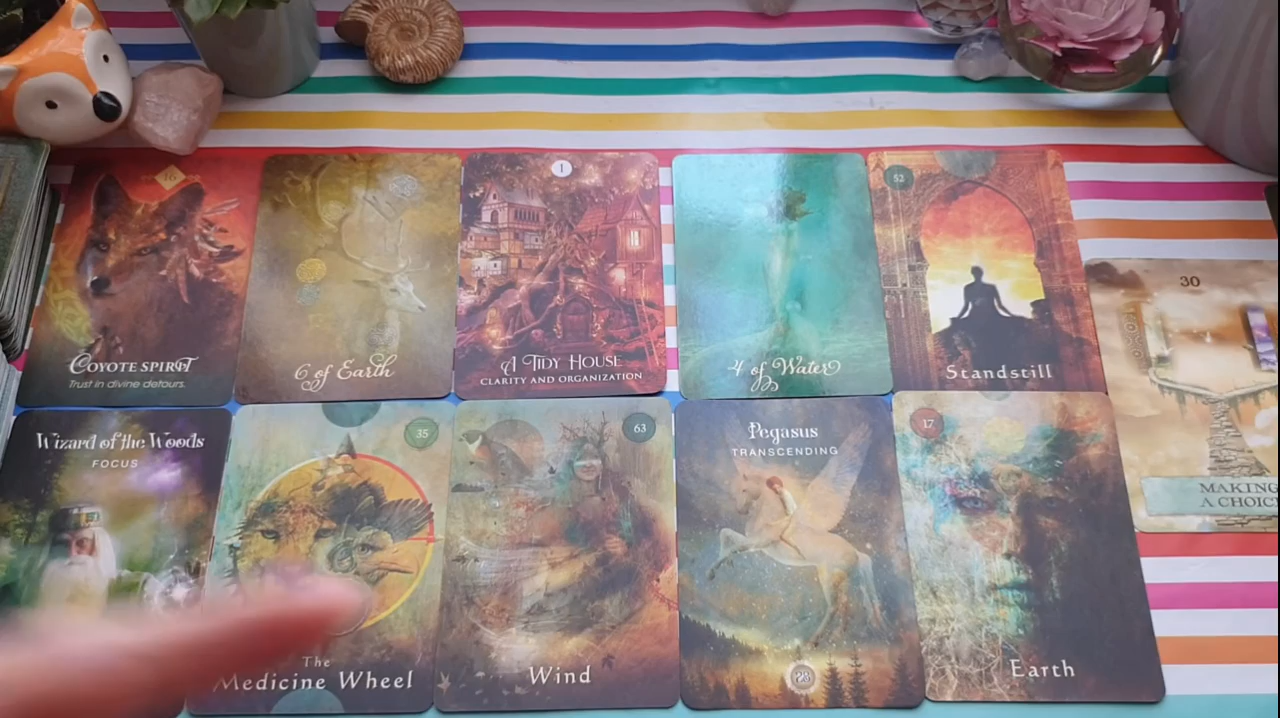 16
COYOTE SPIRIT
Trust in divine detours.
6 of Earth
1
A TIDY HOUSE
CLARITY AND ORGANIZATION
4 of Water
52
Standstill
30
MAKING
A CHOICE
Wizard of the Woods
FOCUS
35
The
Medicine Wheel
63
Wind
Pegasus
TRANSCENDING
23
17
Earth